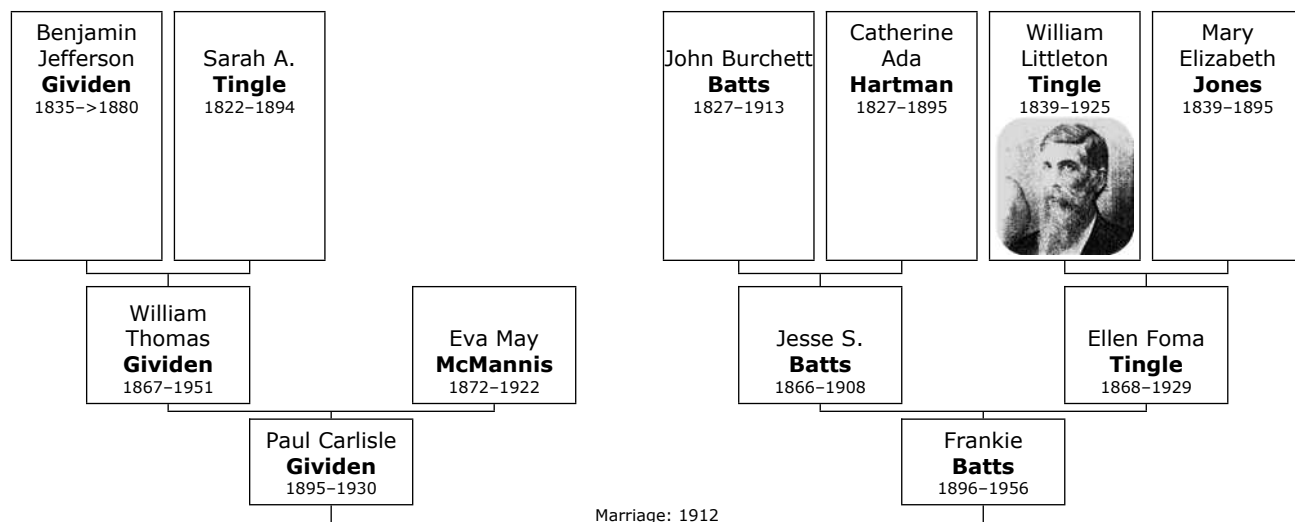 Benjamin
Jefferson
Gividen
1835–>1880
Sarah A.
Tingle
1822–1894
John Burchett
Batts
1827–1913
Catherine
Ada
Hartman
1827–1895
William
Littleton
Tingle
1839–1925
Mary
Elizabeth
Jones
1839–1895
William
Thomas
Gividen
1867–1951
Eva May
McMannis
1872–1922
Jesse S.
Batts
1866–1908
Ellen Foma
Tingle
1868–1929
Paul Carlisle
Gividen
1895–1930
Frankie
Batts
1896–1956
Marriage: 1912